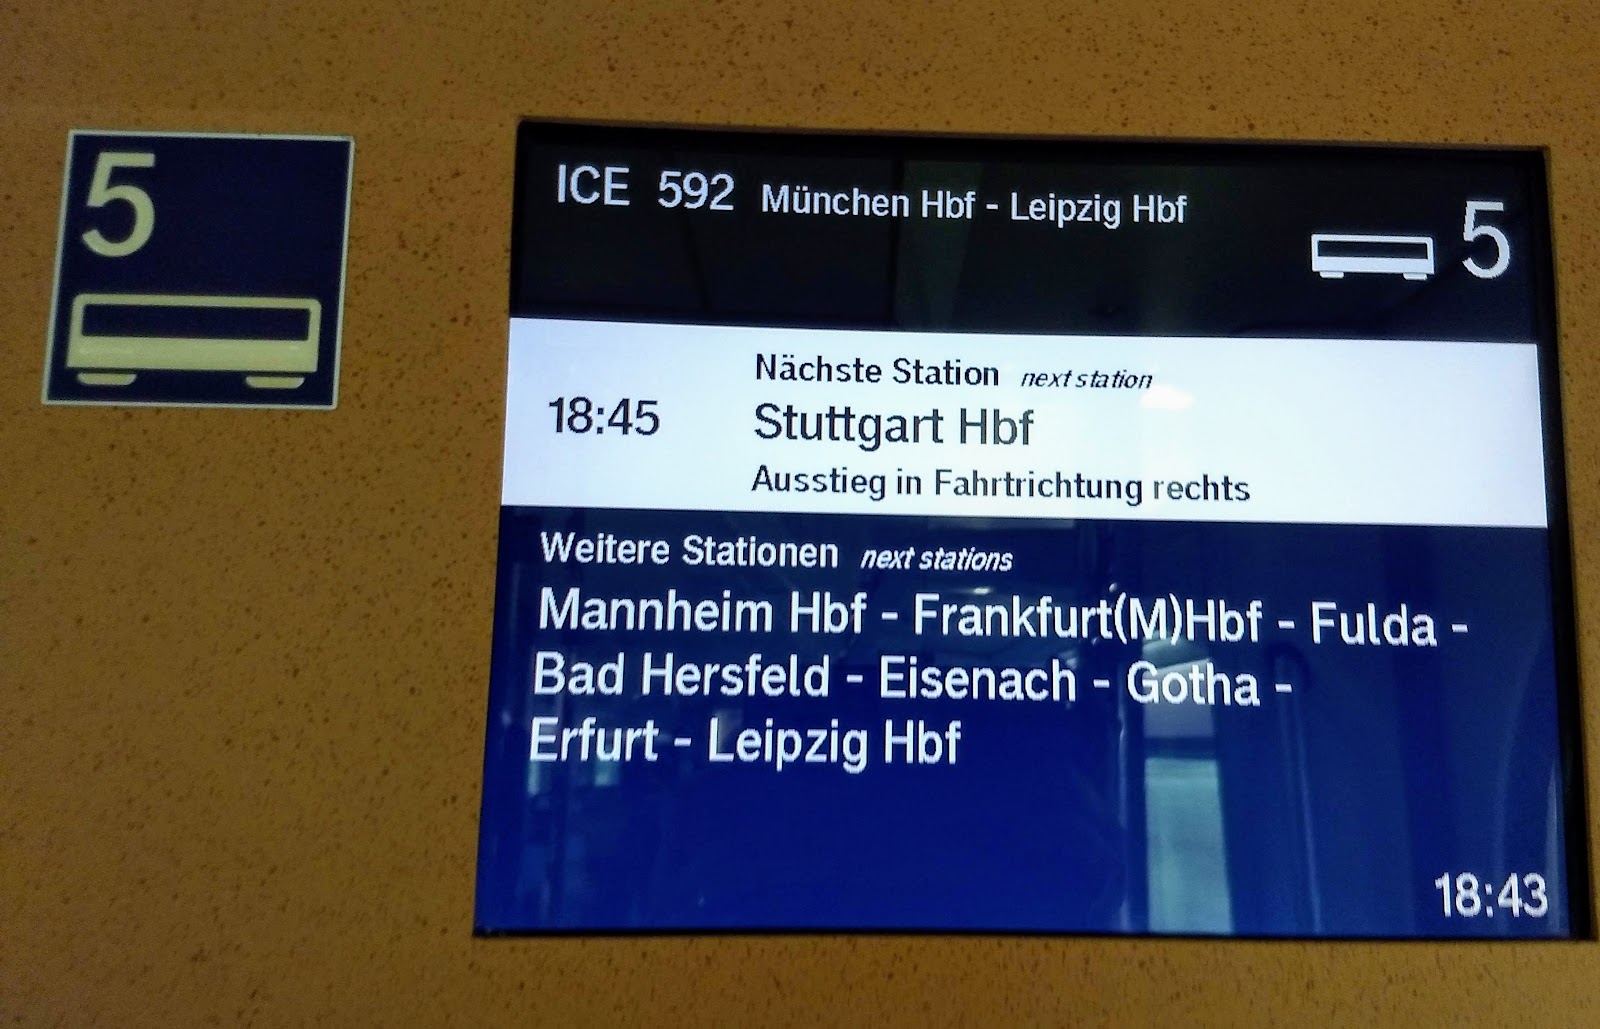 5
ICE 592 München Hbf - Leipzig Hbf
5
Nächste Station next station
18:45 Stuttgart Hbf
Ausstieg in Fahrtrichtung rechts
Weitere Stationen next stations
Mannheim Hbf - Frankfurt(M)Hbf - Fulda -
Bad Hersfeld - Eisenach - Gotha -
Erfurt - Leipzig Hbf
18:43